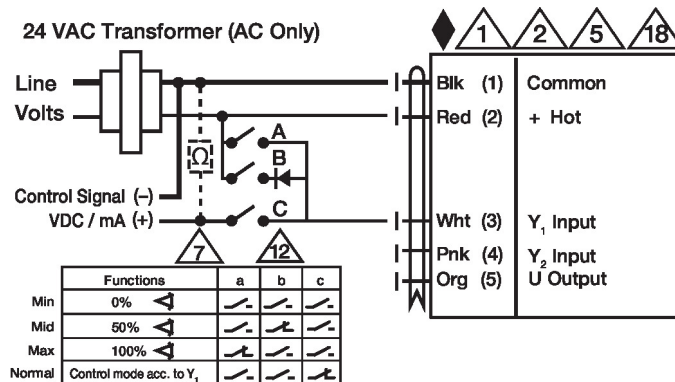 24 VAC Transformer (AC Only)
1 2 5 18
Line
Volts
Blk (1) Common
Red (2) + Hot
A
Ω
B
Control Signal (–)
VDC / mA (+)
C
Wht (3) Y₁ Input
7
12
Pnk (4) Y₂ Input
Org (5) U Output
Functions a b c
Min 0%
Mid 50%
Max 100%
Normal Control mode acc. to Y₁